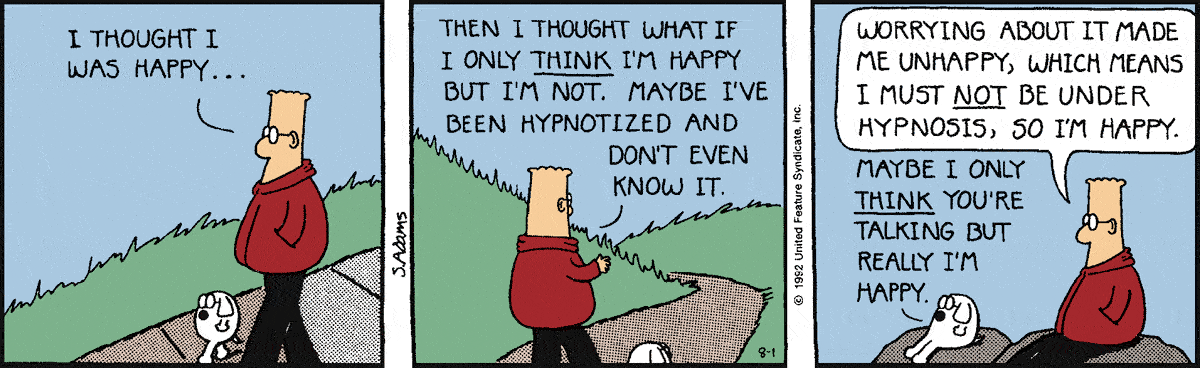 I THOUGHT I
WAS HAPPY...
S.Adams
THEN I THOUGHT WHAT IF
I ONLY THINK I'M HAPPY
BUT I'M NOT. MAYBE I'VE
BEEN HYPNOTIZED AND
DON'T EVEN
KNOW IT.
8-1
© 1992 United Feature Syndicate, Inc.
WORRYING ABOUT IT MADE
ME UNHAPPY, WHICH MEANS
I MUST NOT BE UNDER
HYPNOSIS, SO I'M HAPPY.
MAYBE I ONLY
THINK YOU'RE
TALKING BUT
REALLY I'M
HAPPY.